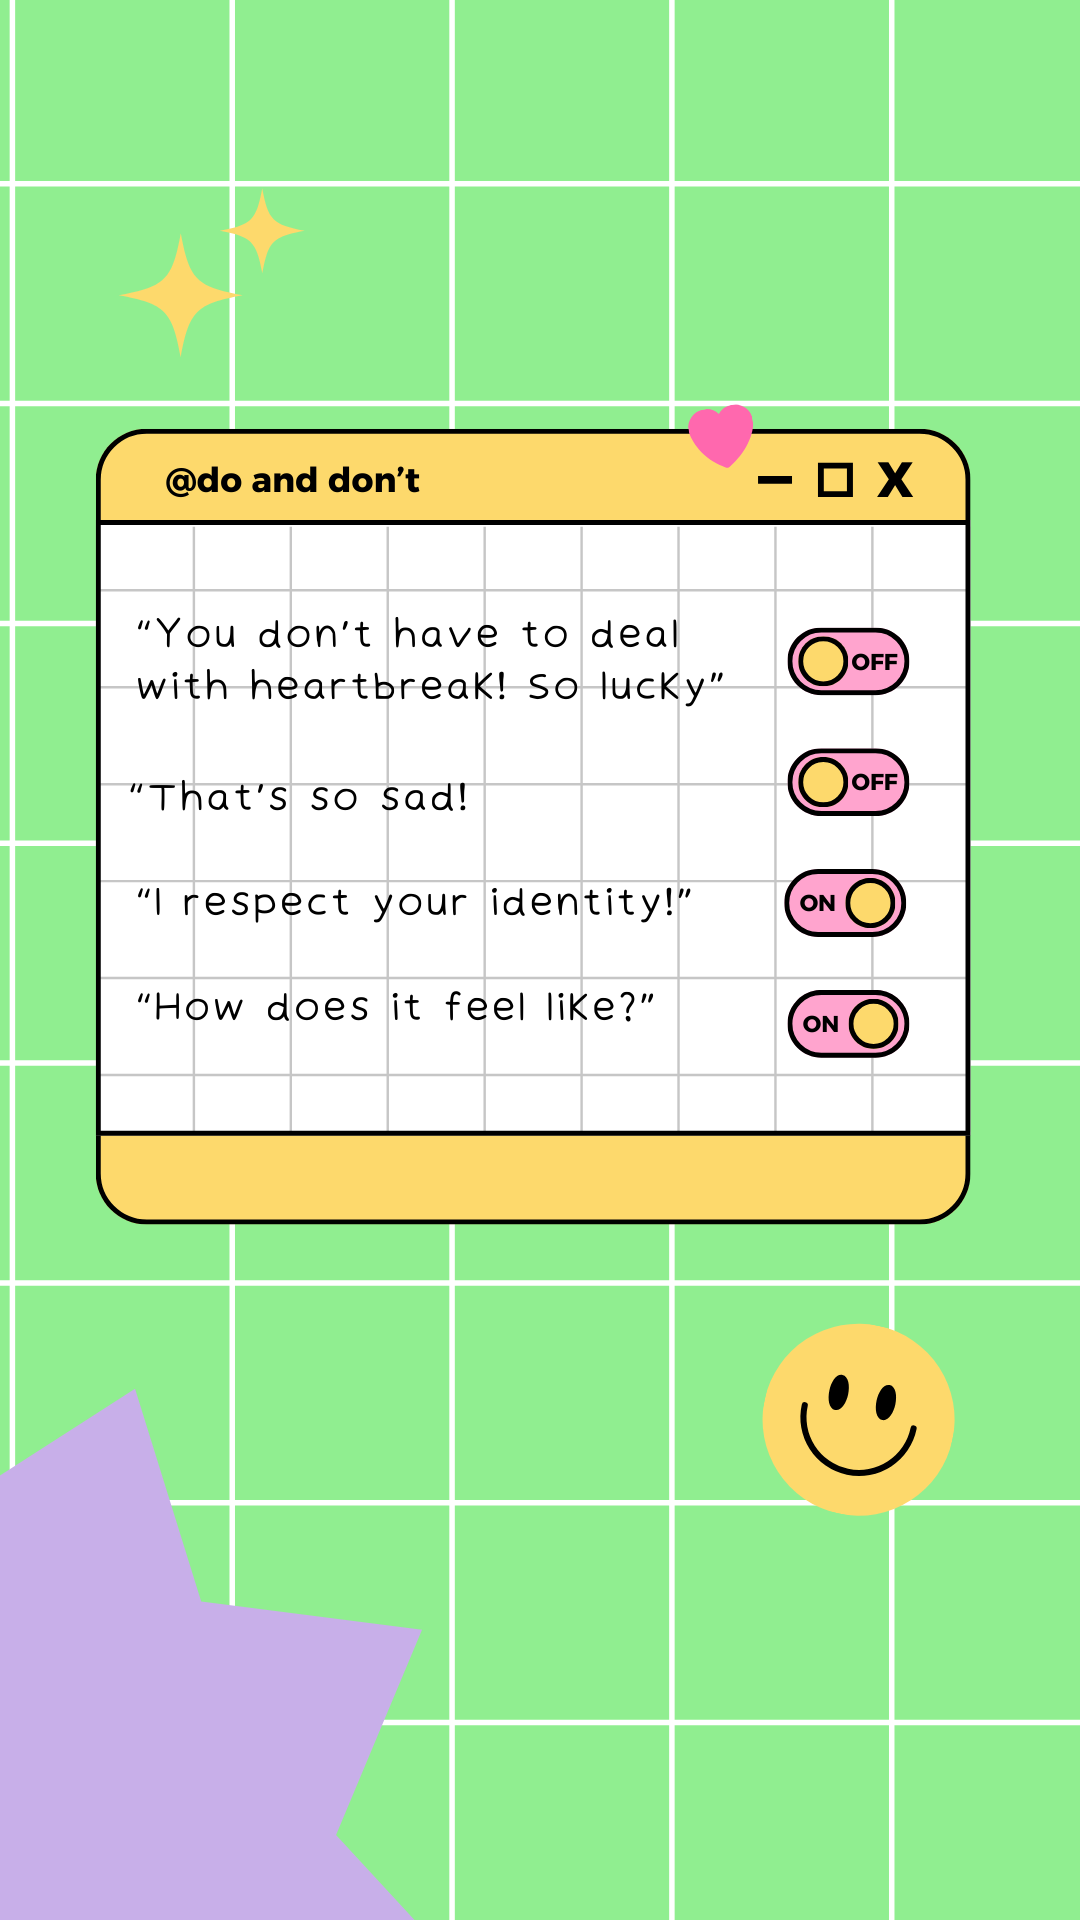 @do and don’t
X
“You don’t have to deal
with heartbreak! So lucky”
OFF
“That’s so sad!
OFF
“I respect your identity!”
ON
“How does it feel like?”
ON